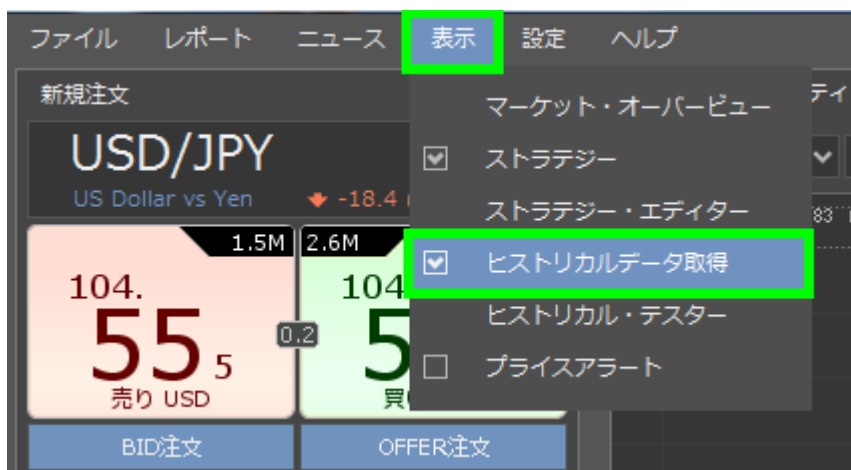 ファイル レポート ニュース 表示 設定 ヘルプ
新規注文
マーケット・オーバービュー
USD/JPY
ストラテジー
US Dollar vs Yen -18.4
ストラテジー・エディター
83
1.5M 2.6M
ヒストリカルデータ取得
104. 104
ヒストリカル・テスター
55 5 0.2 5
プライスアラート
売り USD
BID注文 OFFER注文